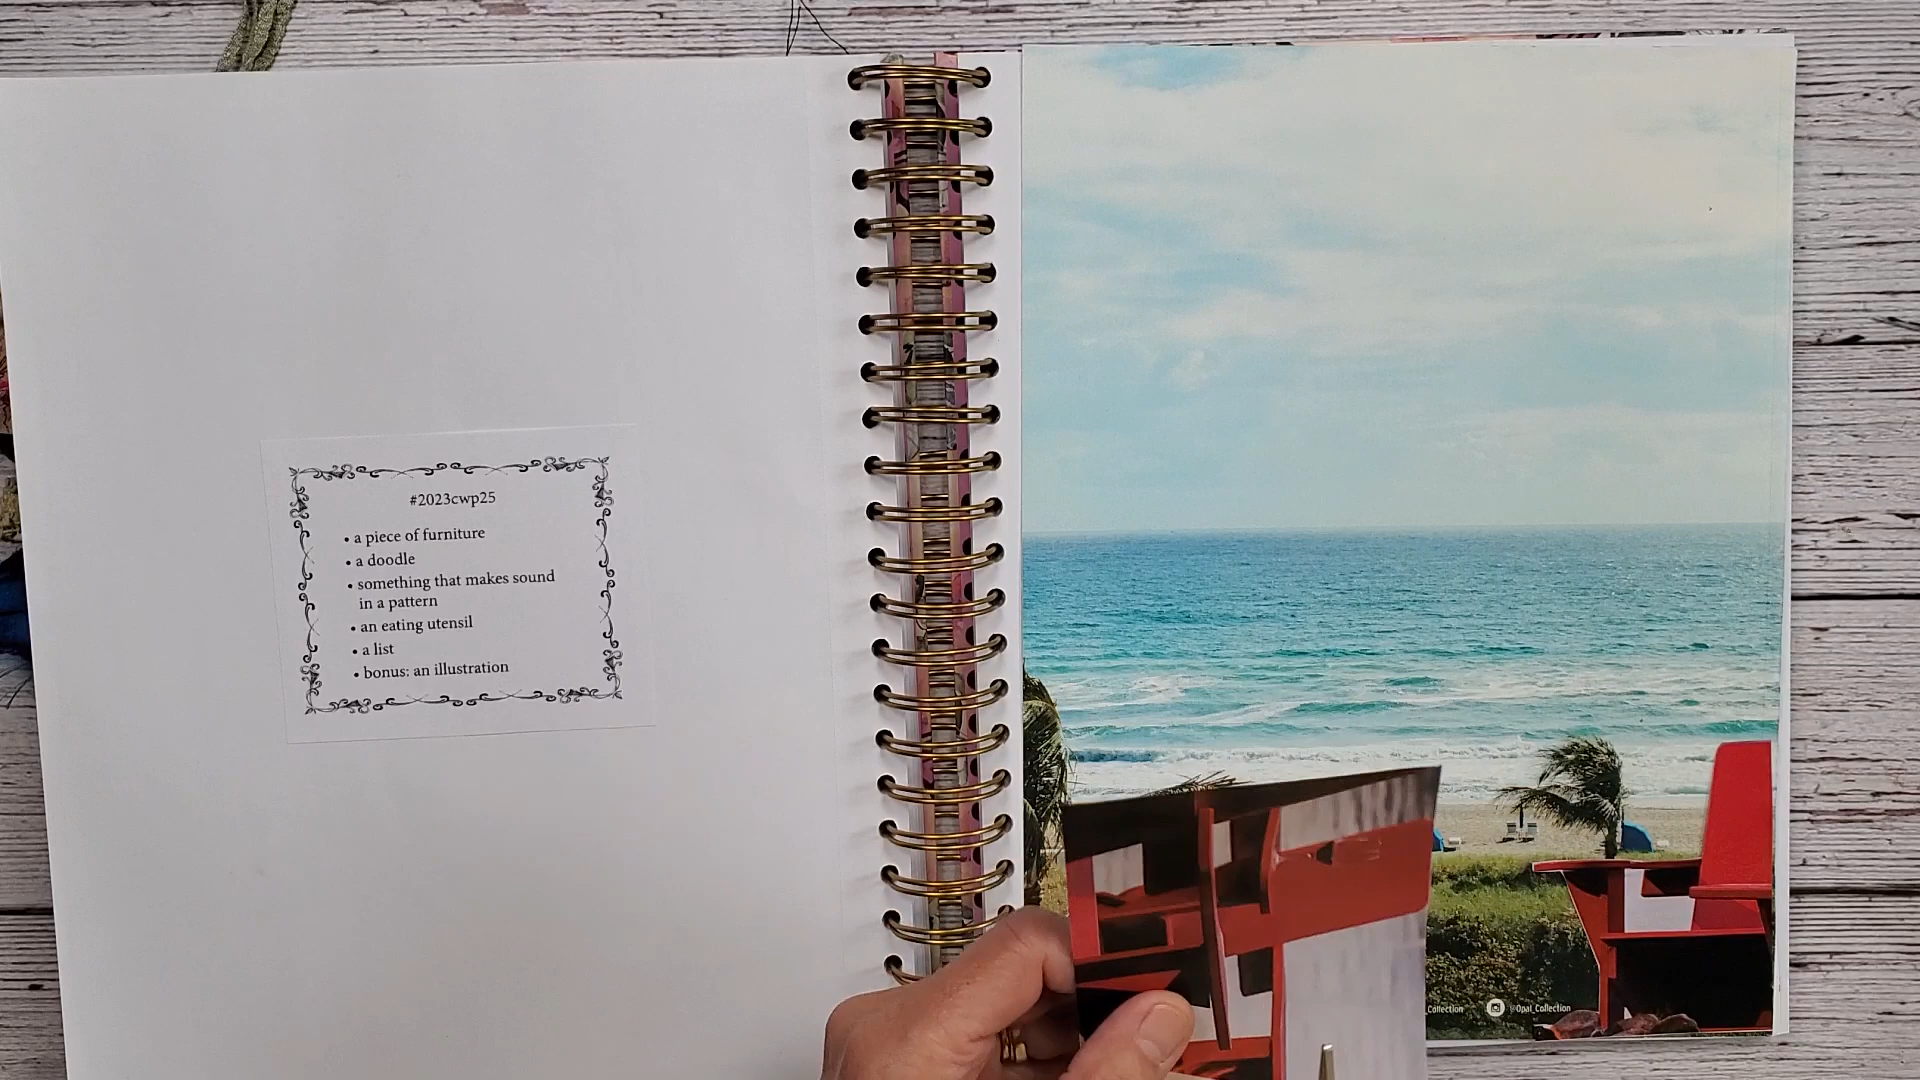 #2023cwp25
• a piece of furniture
• a doodle
• something that makes sound
in a pattern
• an eating utensil
• a list
• bonus: an illustration
Collection @Opal_Collection